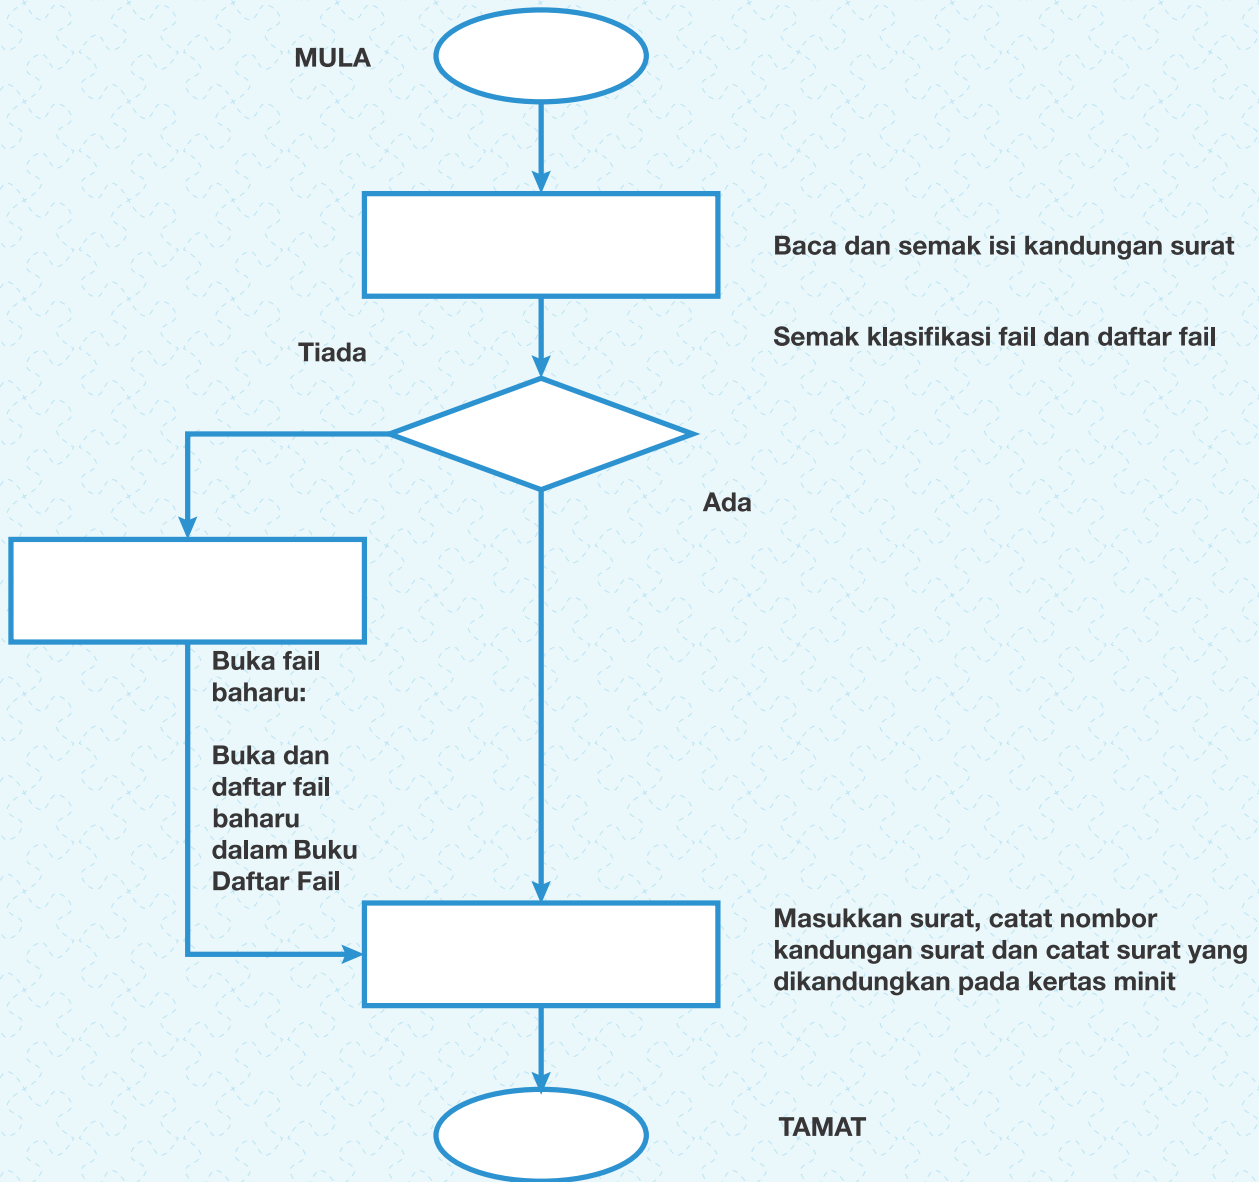 MULA
Baca dan semak isi kandungan surat
Semak klasifikasi fail dan daftar fail
Tiada
Ada
Buka fail
baharu:
Buka dan
daftar fail
baharu
dalam Buku
Daftar Fail
Masukkan surat, catat nombor
kandungan surat dan catat surat yang
dikandungkan pada kertas minit
TAMAT